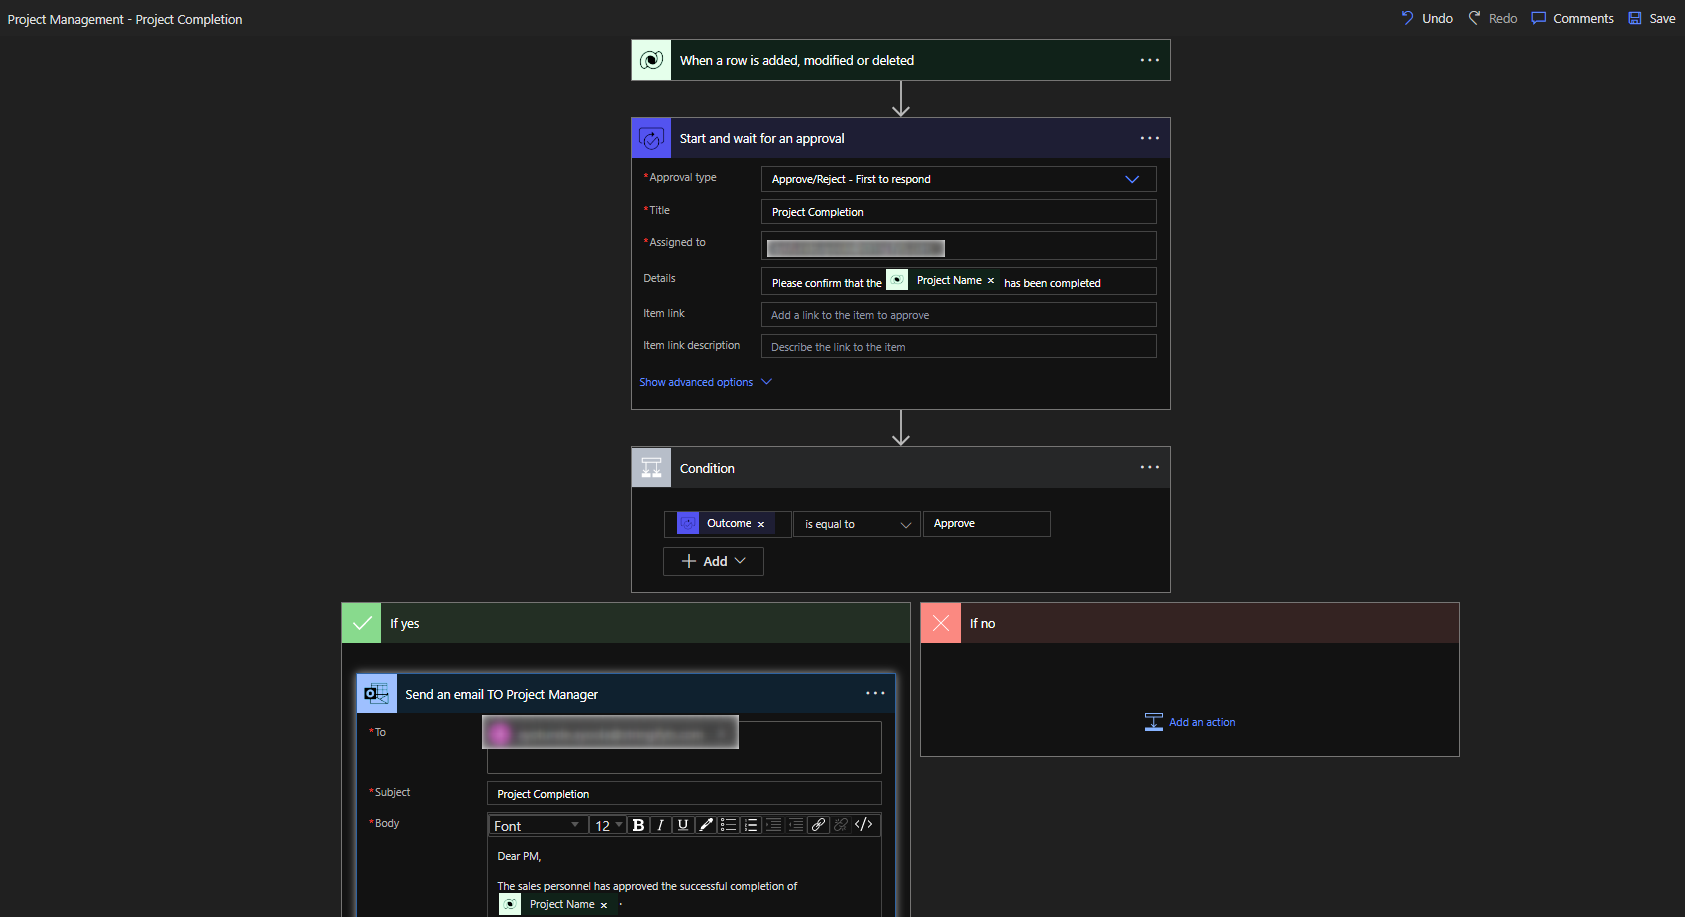 Project Management - Project Completion
Undo
Redo
Comments
Save
When a row is added, modified or deleted
Start and wait for an approval
*Approval type
Approve/Reject - First to respond
*Title
Project Completion
*Assigned to
Details
Please confirm that the Project Name × has been completed
Item link
Add a link to the item to approve
Item link description
Describe the link to the item
Show advanced options
Condition
Outcome × is equal to Approve
Add
If yes
If no
Send an email TO Project Manager
Add an action
*To
*Subject
Project Completion
*Body
Font 12 B I U </>
Dear PM,
The sales personnel has approved the successful completion of
Project Name × .